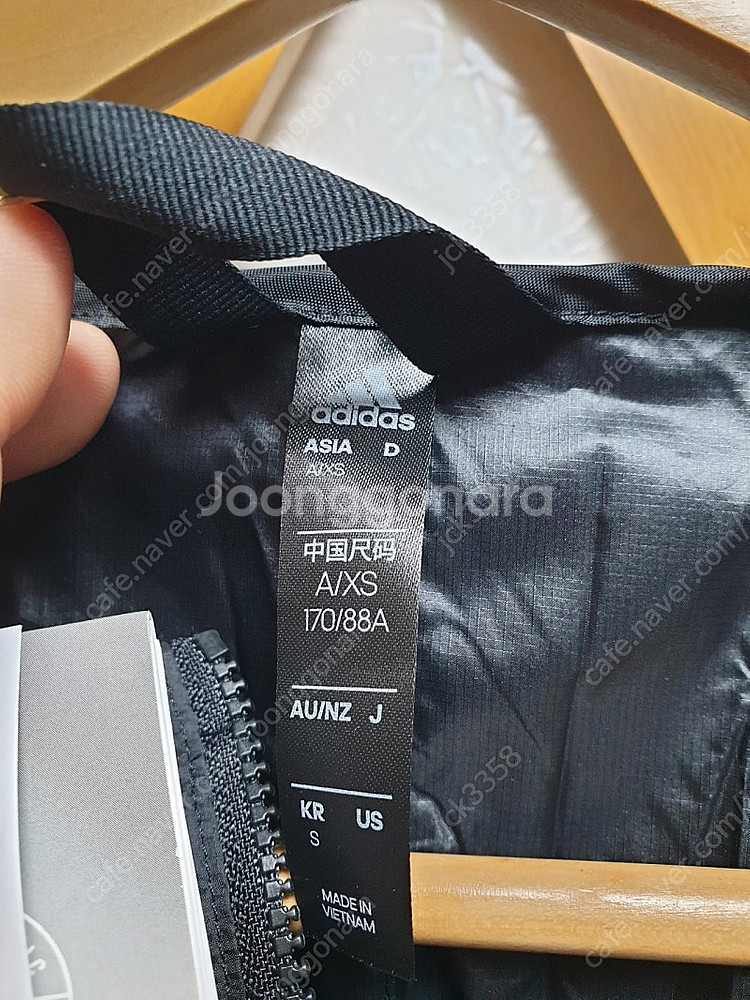 adidas
ASIA D
A/XS
Joonggonara
中国尺码
A/XS
170/88A
AU/NZ J
KR US
S
MADE IN
VIETNAM
cafe.naver.com/joonggonara
jck3358